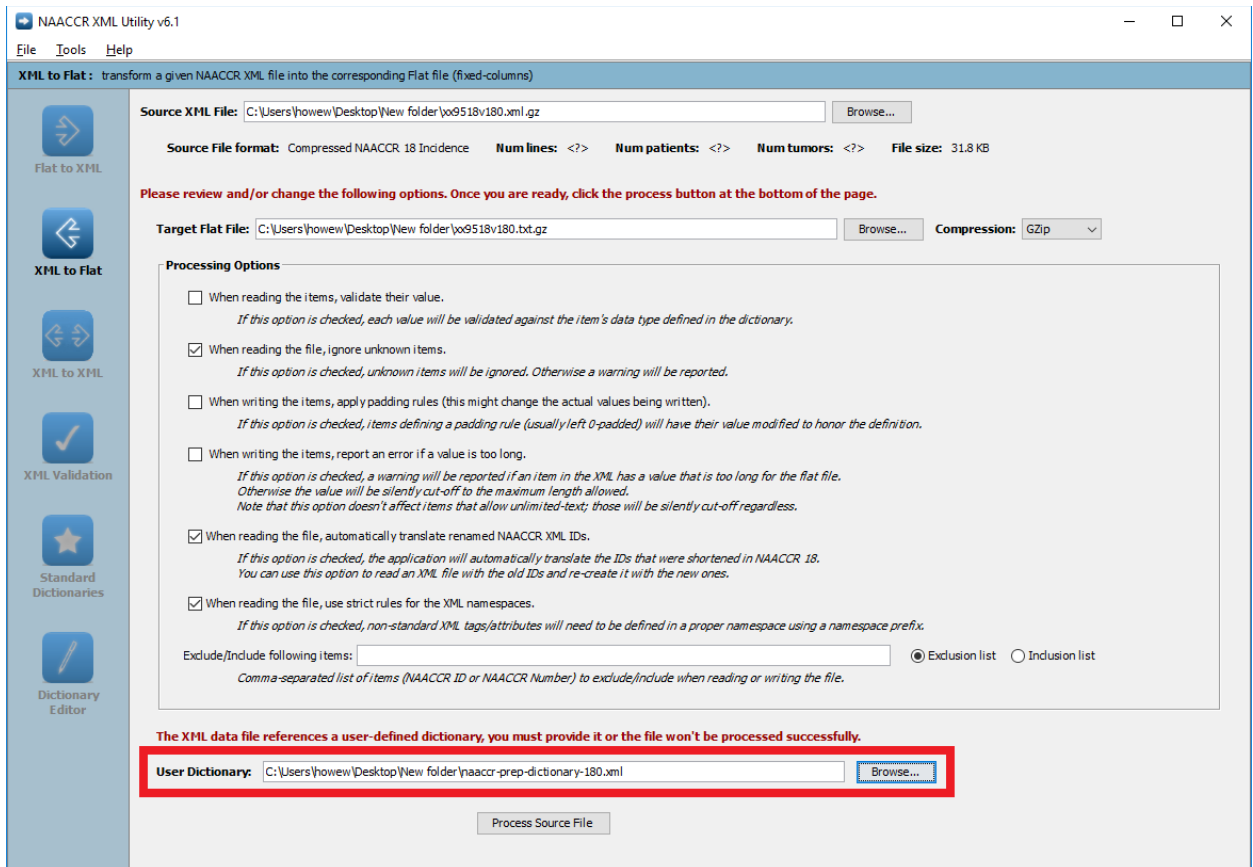 NAACCR XML Utility v6.1
File Tools Help
XML to Flat : transform a given NAACCR XML file into the corresponding Flat file (fixed-columns)
Flat to XML
XML to Flat
XML to XML
XML Validation
Standard
Dictionaries
Dictionary
Editor
Source XML File: C:\Users\howew\Desktop\New folder\xx9518v180.xml.gz Browse...
Source File format: Compressed NAACCR 18 Incidence Num lines: <?> Num patients: <?> Num tumors: <?> File size: 31.8 KB
Please review and/or change the following options. Once you are ready, click the process button at the bottom of the page.
Target Flat File: C:\Users\howew\Desktop\New folder\xx9518v180.txt.gz Browse... Compression: GZip
Processing Options
When reading the items, validate their value.
If this option is checked, each value will be validated against the item's data type defined in the dictionary.
When reading the file, ignore unknown items.
If this option is checked, unknown items will be ignored. Otherwise a warning will be reported.
When writing the items, apply padding rules (this might change the actual values being written).
If this option is checked, items defining a padding rule (usually left 0-padded) will have their value modified to honor the definition.
When writing the items, report an error if a value is too long.
If this option is checked, a warning will be reported if an item in the XML has a value that is too long for the flat file.
Otherwise the value will be silently cut-off to the maximum length allowed.
Note that this option doesn't affect items that allow unlimited-text; those will be silently cut-off regardless.
When reading the file, automatically translate renamed NAACCR XML IDs.
If this option is checked, the application will automatically translate the IDs that were shortened in NAACCR 18.
You can use this option to read an XML file with the old IDs and re-create it with the new ones.
When reading the file, use strict rules for the XML namespaces.
If this option is checked, non-standard XML tags/attributes will need to be defined in a proper namespace using a namespace prefix.
Exclude/Include following items: Exclusion list Inclusion list
Comma-separated list of items (NAACCR ID or NAACCR Number) to exclude/include when reading or writing the file.
The XML data file references a user-defined dictionary, you must provide it or the file won't be processed successfully.
User Dictionary: C:\Users\howew\Desktop\New folder\naaccr-prep-dictionary-180.xml Browse...
Process Source File